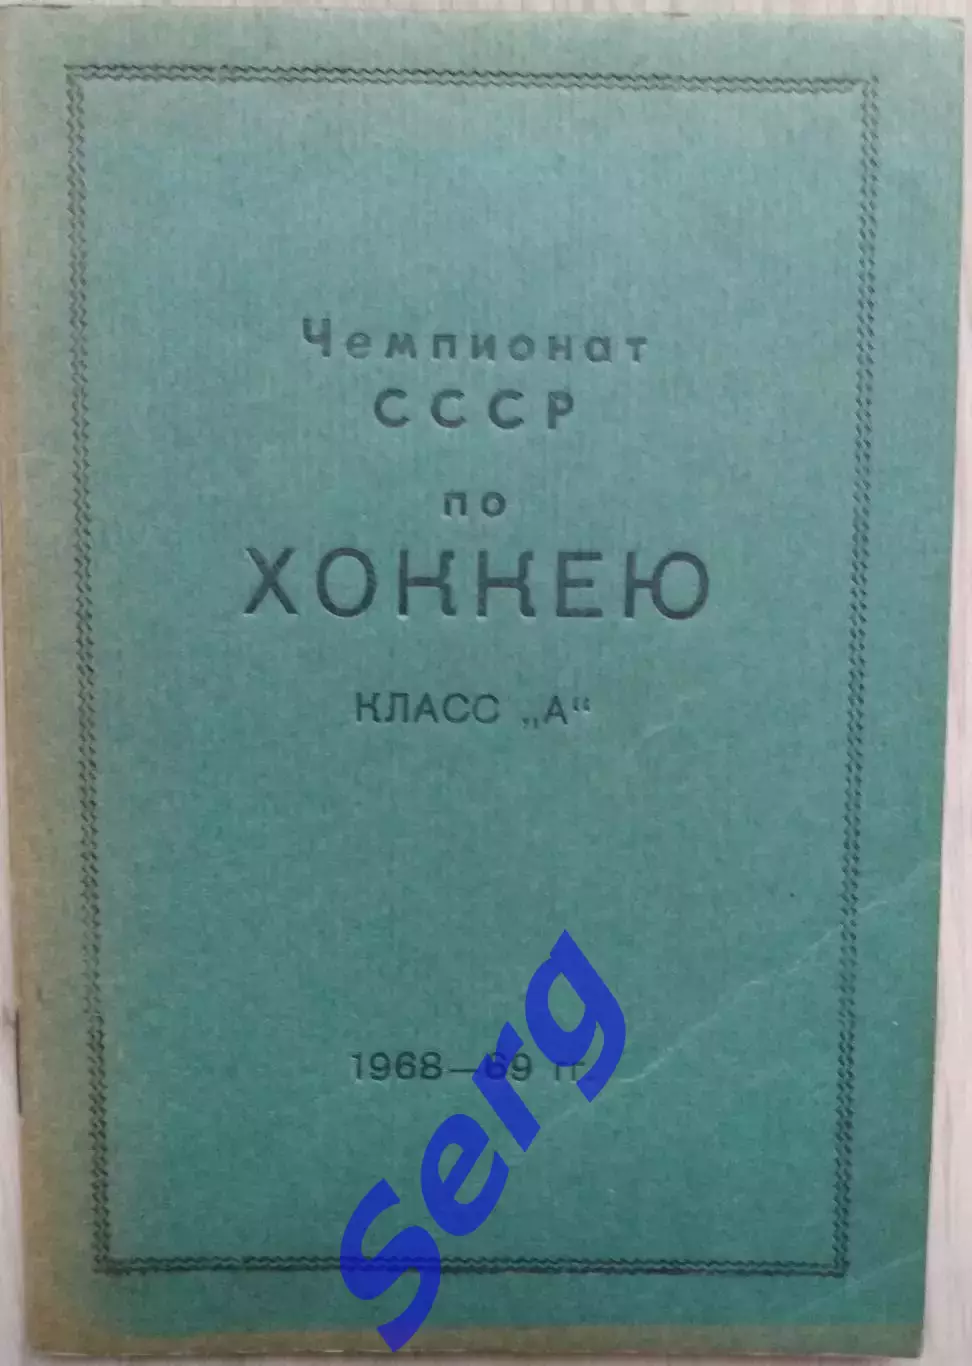 Чемпионат
СССР
по
ХОККЕЮ
КЛАСС „А“
1968—69 гг.
Serg